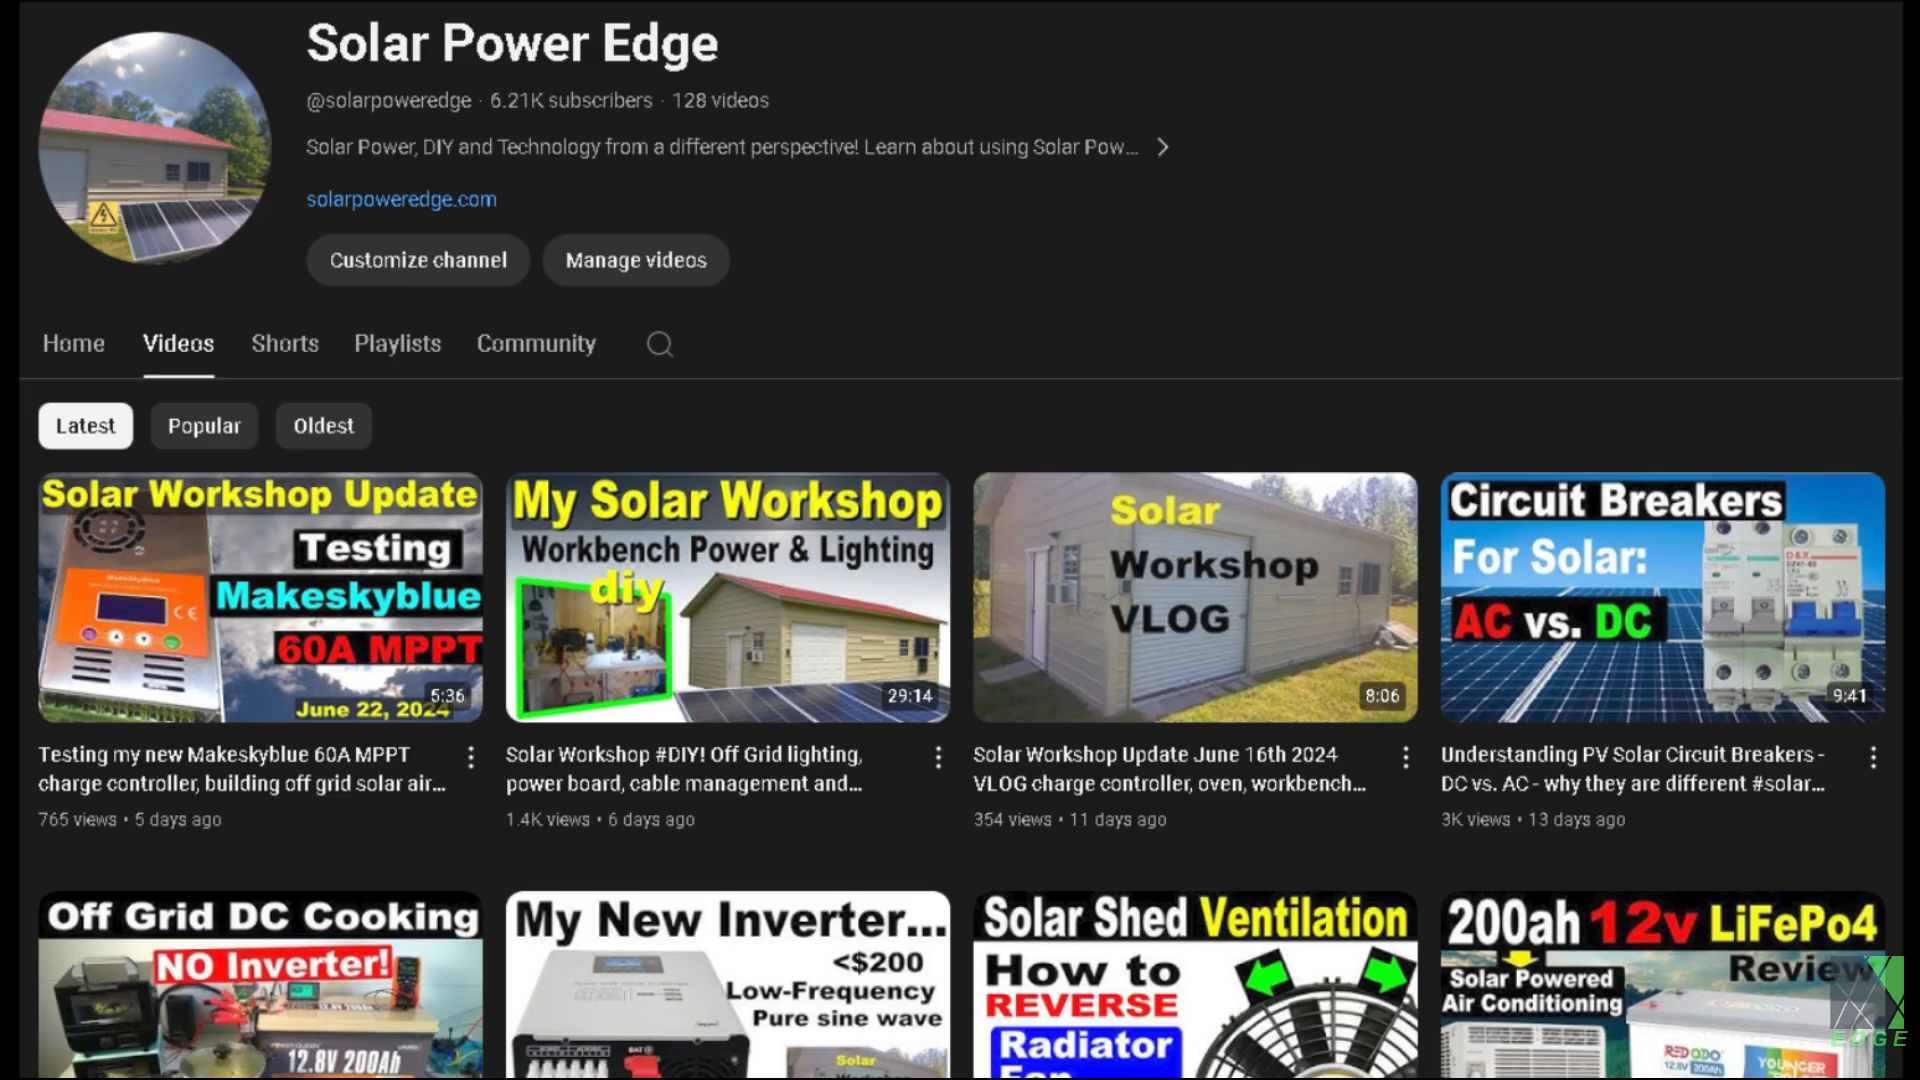 Solar Power Edge
@solarpoweredge · 6.21K subscribers · 128 videos
Solar Power, DIY and Technology from a different perspective! Learn about using Solar Pow...
solarpoweredge.com
Customize channel
Manage videos
Home
Videos
Shorts
Playlists
Community
Latest
Popular
Oldest
Solar Workshop Update
Testing
Makeskyblue
60A MPPT
June 22, 2024
MakeSkyBlue
CE
5:36
My Solar Workshop
Workbench Power & Lighting
diy
29:14
Solar
Workshop
VLOG
8:06
Circuit Breakers
For Solar:
AC vs. DC
D&X
9:41
Testing my new Makeskyblue 60A MPPT
charge controller, building off grid solar air...
765 views • 5 days ago
Solar Workshop #DIY! Off Grid lighting,
power board, cable management and...
1.4K views • 6 days ago
Solar Workshop Update June 16th 2024
VLOG charge controller, oven, workbench...
354 views • 11 days ago
Understanding PV Solar Circuit Breakers -
DC vs. AC - why they are different #solar...
3K views • 13 days ago
Off Grid DC Cooking
NO Inverter!
12.8V 200Ah
My New Inverter...
<$200
Low-Frequency
Pure sine wave
BAT
Solar
Solar Shed Ventilation
How to
REVERSE
Radiator
Fan
200ah 12v LiFePo4
Review
Solar Powered
Air Conditioning
REDODO
12.8V 200Ah
YOUNGER
EDGE